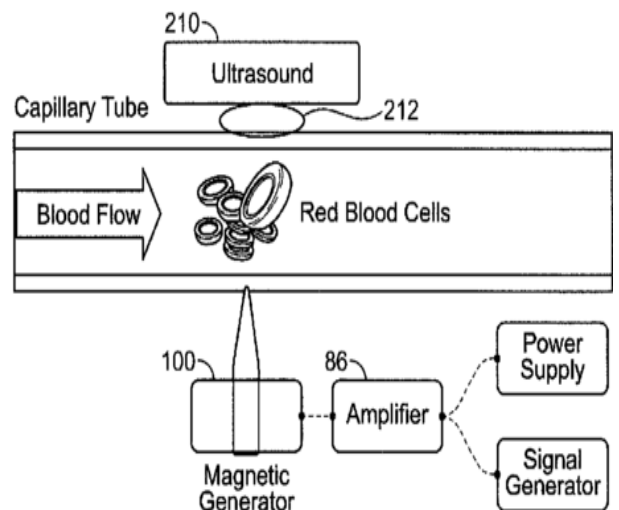 210
Ultrasound
Capillary Tube
212
Blood Flow
Red Blood Cells
100
86
Power
Supply
Amplifier
Magnetic
Generator
Signal
Generator